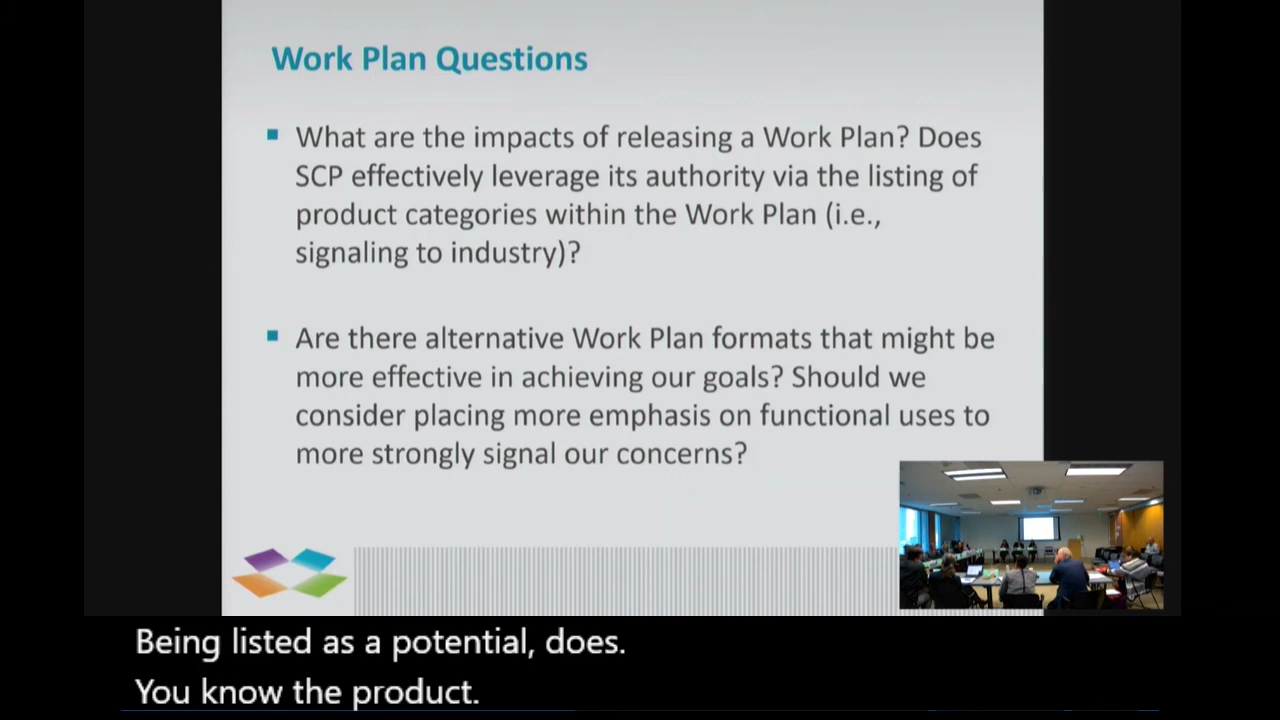 Work Plan Questions
What are the impacts of releasing a Work Plan? Does
SCP effectively leverage its authority via the listing of
product categories within the Work Plan (i.e.,
signaling to industry)?
Are there alternative Work Plan formats that might be
more effective in achieving our goals? Should we
consider placing more emphasis on functional uses to
more strongly signal our concerns?
Being listed as a potential, does.
You know the product.